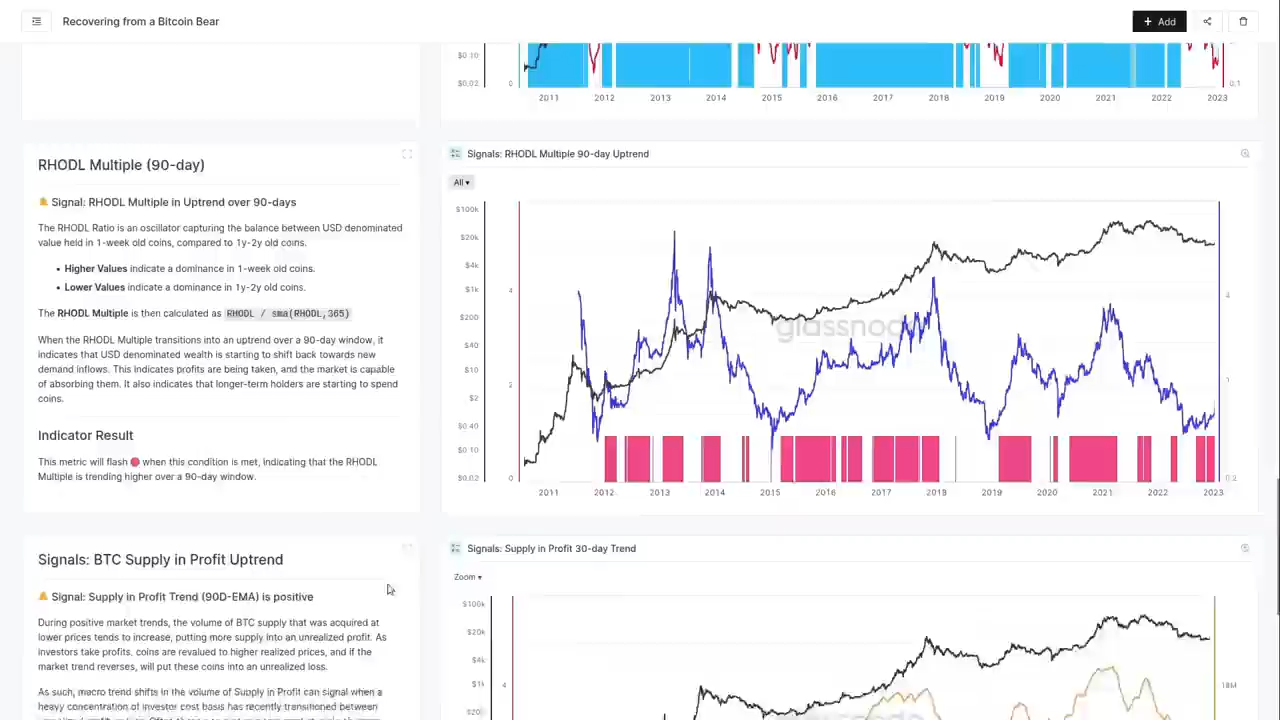 Recovering from a Bitcoin Bear
+ Add
$0.10
$0.02
0
0.1
2011 2012 2013 2014 2015 2016 2017 2018 2019 2020 2021 2022 2023
RHODL Multiple (90-day)
Signal: RHODL Multiple in Uptrend over 90-days
The RHODL Ratio is an oscillator capturing the balance between USD denominated
value held in 1-week old coins, compared to 1y-2y old coins.
• Higher Values indicate a dominance in 1-week old coins.
• Lower Values indicate a dominance in 1y-2y old coins.
The RHODL Multiple is then calculated as RHODL / sma(RHODL,365)
When the RHODL Multiple transitions into an uptrend over a 90-day window, it
indicates that USD denominated wealth is starting to shift back towards new
demand inflows. This indicates profits are being taken, and the market is capable
of absorbing them. It also indicates that longer-term holders are starting to spend
coins.
Indicator Result
This metric will flash when this condition is met, indicating that the RHODL
Multiple is trending higher over a 90-day window.
Signals: RHODL Multiple 90-day Uptrend
All
$100k
$20k
$4k
$1k
$200
$40
$10
$2
$0.40
$0.10
$0.02
4
2
0
glassnode
4
0.2
2011 2012 2013 2014 2015 2016 2017 2018 2019 2020 2021 2022 2023
Signals: BTC Supply in Profit Uptrend
Signal: Supply in Profit Trend (90D-EMA) is positive
During positive market trends, the volume of BTC supply that was acquired at
lower prices tends to increase, putting more supply into an unrealized profit. As
investors take profits, coins are revalued to higher realized prices, and if the
market trend reverses, will put these coins into an unrealized loss.
As such, macro trend shifts in the volume of Supply in Profit can signal when a
heavy concentration of investor cost basis has recently transitioned between
Signals: Supply in Profit 30-day Trend
Zoom
$100k
$20k
$4k
$1k
$200
4
18M